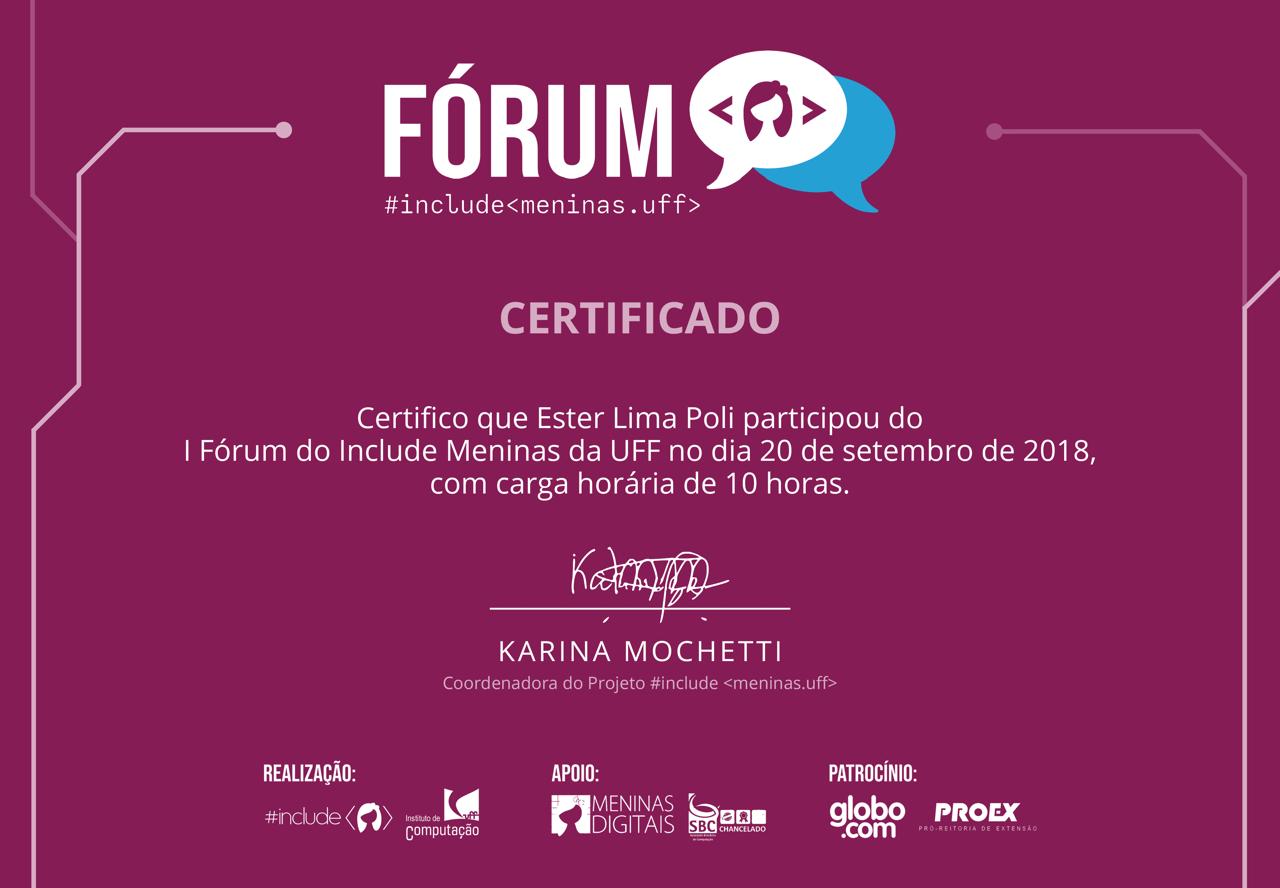 FÓRUM
< >
#include<meninas.uff>
CERTIFICADO
Certifico que Ester Lima Poli participou do
I Fórum do Include Meninas da UFF no dia 20 de setembro de 2018,
com carga horária de 10 horas.
KARINA MOCHETTI
Coordenadora do Projeto #include <meninas.uff>
REALIZAÇÃO:
#include< >
Instituto de Computação uff
APOIO:
MENINAS DIGITAIS
SBC CHANCELADO
PATROCÍNIO:
globo.com
PROEX
PRÓ-REITORIA DE EXTENSÃO